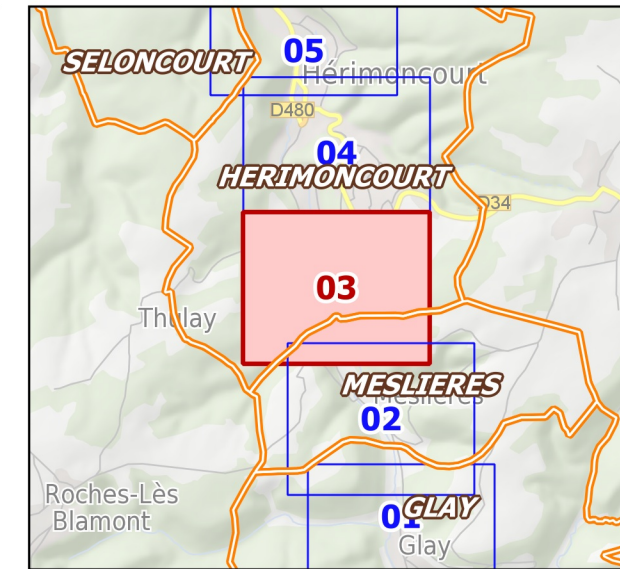 05
SELONCOURT
Hérimoncourt
D480
04
HERIMONCOURT
D34
03
Thulay
MESLIERES
Meslières
02
Roches-Lès
Blamont
01
GLAY
Glay